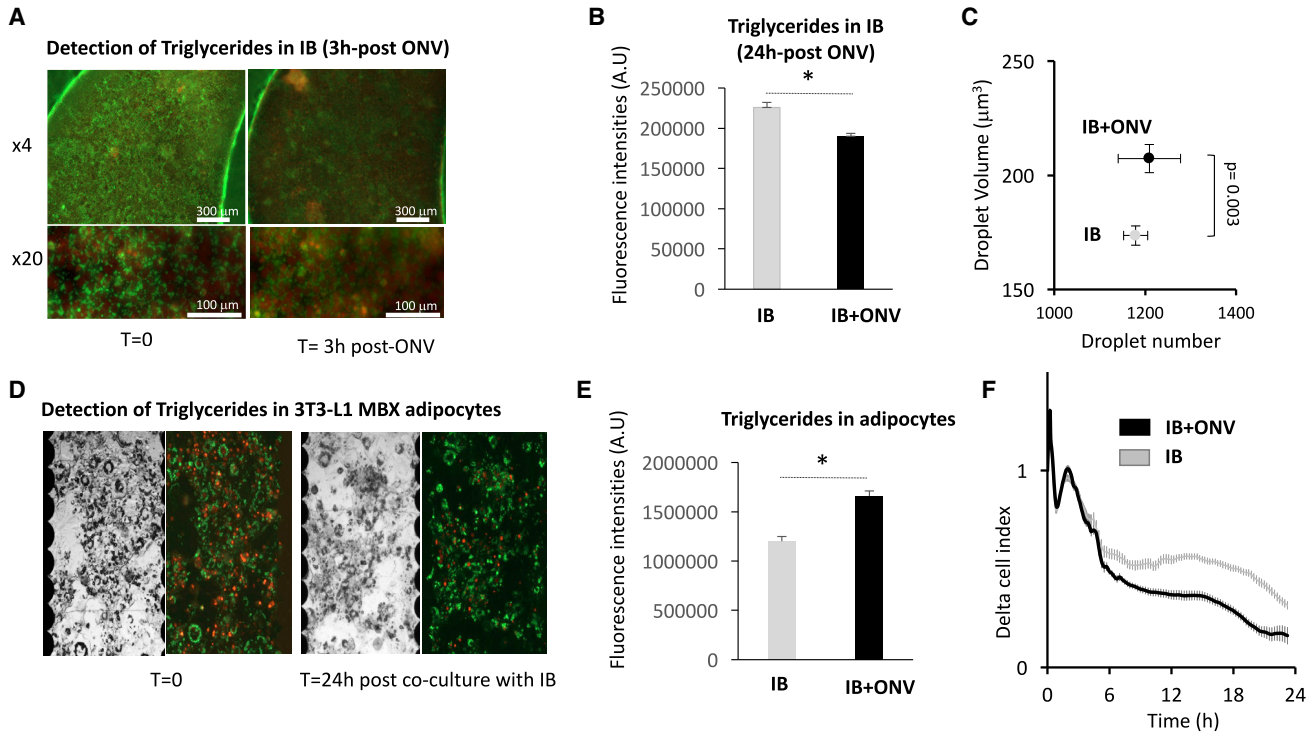 A
Detection of Triglycerides in IB (3h-post ONV)
x4
300 μm
300 μm
x20
100 μm
100 μm
T=0
T= 3h post-ONV
B
Triglycerides in IB
(24h-post ONV)
*
Fluorescence intensities (A.U)
250000
200000
150000
100000
50000
0
IB
IB+ONV
C
Droplet Volume (μm³)
250
200
150
IB+ONV
IB
p= 0.003
1000
1200
1400
Droplet number
D
Detection of Triglycerides in 3T3-L1 MBX adipocytes
T=0
T=24h post co-culture with IB
E
Triglycerides in adipocytes
*
Fluorescence intensities (A.U)
2000000
1500000
1000000
500000
0
IB
IB+ONV
F
IB+ONV
IB
Delta cell index
1
0
0
6
12
18
24
Time (h)